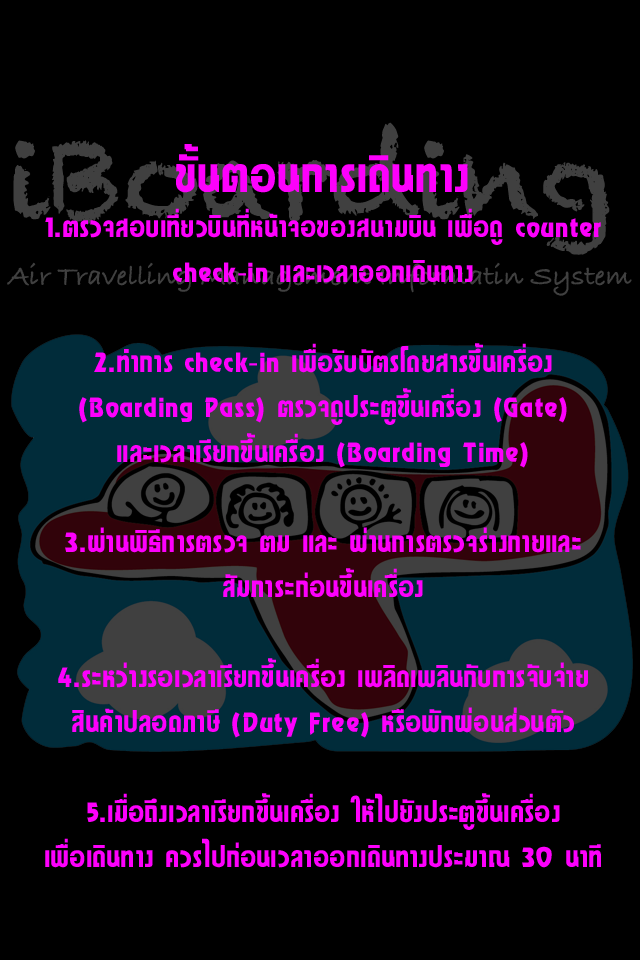 iBoarding
ขั้นตอนการเดินทาง
1.ตรวจสอบเที่ยวบินที่หน้าจอของสนามบิน เพื่อดู counter
Air Travelling Management Informatin System
check-in และเวลาออกเดินทาง
2.ทำการ check-in เพื่อรับบัตรโดยสารขึ้นเครื่อง
(Boarding Pass) ตรวจดูประตูขึ้นเครื่อง (Gate)
และเวลาเรียกขึ้นเครื่อง (Boarding Time)
3.ผ่านพิธีการตรวจ ตม และ ผ่านการตรวจร่างกายและ
สัมภาระก่อนขึ้นเครื่อง
4.ระหว่างรอเวลาเรียกขึ้นเครื่อง เพลิดเพลินกับการจับจ่าย
สินค้าปลอดภาษี (Duty Free) หรือพักผ่อนส่วนตัว
5.เมื่อถึงเวลาเรียกขึ้นเครื่อง ให้ไปยังประตูขึ้นเครื่อง
เพื่อเดินทาง ควรไปก่อนเวลาออกเดินทางประมาณ 30 นาที